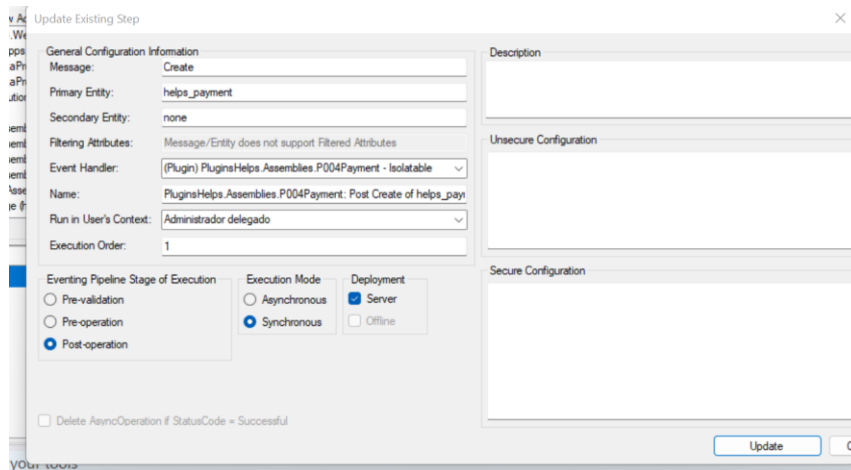 Update Existing Step
General Configuration Information
Message: Create
Primary Entity: helps_payment
Secondary Entity: none
Filtering Attributes: Message/Entity does not support Filtered Attributes
Event Handler: (Plugin) PluginsHelps.Assemblies.P004Payment - Isolatable
Name: PluginsHelps.Assemblies.P004Payment: Post Create of helps_payı
Run in User's Context: Administrador delegado
Execution Order: 1
Eventing Pipeline Stage of Execution
Pre-validation
Pre-operation
Post-operation
Execution Mode
Asynchronous
Synchronous
Deployment
Server
Offline
Delete AsyncOperation if StatusCode = Successful
Description
Unsecure Configuration
Secure Configuration
Update
your tools